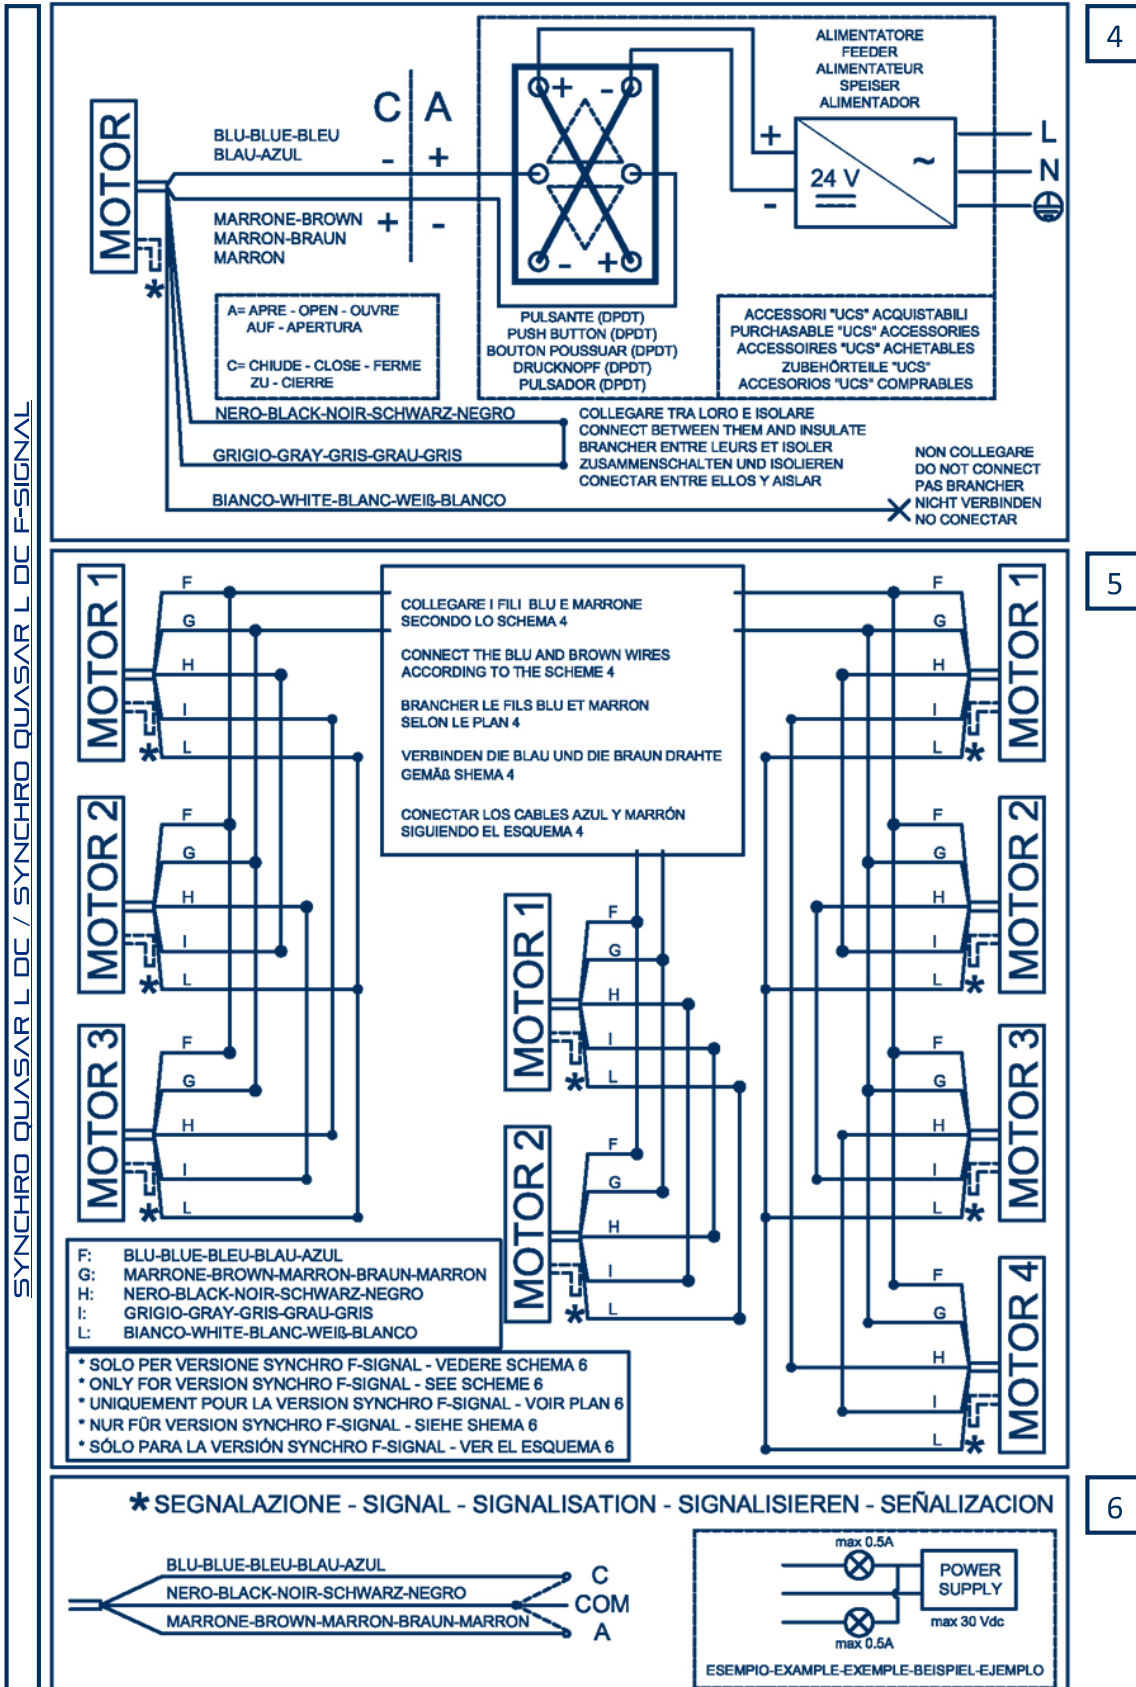 SYNCHRO QUASAR L DC / SYNCHRO QUASAR L DC F-SIGNAL
4
MOTOR
*
BLU-BLUE-BLEU
BLAU-AZUL
MARRONE-BROWN
MARRON-BRAUN
MARRON
C A
- +
+ -
+ -
- +
ALIMENTATORE
FEEDER
ALIMENTATEUR
SPEISER
ALIMENTADOR
+
-
24 V
~
L
N
A= APRE - OPEN - OUVRE
AUF - APERTURA
C= CHIUDE - CLOSE - FERME
ZU - CIERRE
PULSANTE (DPDT)
PUSH BUTTON (DPDT)
BOUTON POUSSUAR (DPDT)
DRUCKNOPF (DPDT)
PULSADOR (DPDT)
ACCESSORI "UCS" ACQUISTABILI
PURCHASABLE "UCS" ACCESSORIES
ACCESSOIRES "UCS" ACHETABLES
ZUBEHÖRTEILE "UCS"
ACCESORIOS "UCS" COMPRABLES
NERO-BLACK-NOIR-SCHWARZ-NEGRO
GRIGIO-GRAY-GRIS-GRAU-GRIS
BIANCO-WHITE-BLANC-WEIß-BLANCO
COLLEGARE TRA LORO E ISOLARE
CONNECT BETWEEN THEM AND INSULATE
BRANCHER ENTRE LEURS ET ISOLER
ZUSAMMENSCHALTEN UND ISOLIEREN
CONECTAR ENTRE ELLOS Y AISLAR
NON COLLEGARE
DO NOT CONNECT
PAS BRANCHER
NICHT VERBINDEN
NO CONECTAR
5
MOTOR 1
F
G
H
I
L
*
MOTOR 2
F
G
H
I
L
*
MOTOR 3
F
G
H
I
L
*
COLLEGARE I FILI BLU E MARRONE
SECONDO LO SCHEMA 4
CONNECT THE BLU AND BROWN WIRES
ACCORDING TO THE SCHEME 4
BRANCHER LE FILS BLU ET MARRON
SELON LE PLAN 4
VERBINDEN DIE BLAU UND DIE BRAUN DRAHTE
GEMÄß SHEMA 4
CONECTAR LOS CABLES AZUL Y MARRÓN
SIGUIENDO EL ESQUEMA 4
MOTOR 1
F
G
H
I
L
*
MOTOR 2
F
G
H
I
L
*
MOTOR 1
F
G
H
I
L
*
MOTOR 2
F
G
H
I
L
*
MOTOR 3
F
G
H
I
L
*
MOTOR 4
F
G
H
I
L
*
F: BLU-BLUE-BLEU-BLAU-AZUL
G: MARRONE-BROWN-MARRON-BRAUN-MARRON
H: NERO-BLACK-NOIR-SCHWARZ-NEGRO
I: GRIGIO-GRAY-GRIS-GRAU-GRIS
L: BIANCO-WHITE-BLANC-WEIß-BLANCO
* SOLO PER VERSIONE SYNCHRO F-SIGNAL - VEDERE SCHEMA 6
* ONLY FOR VERSION SYNCHRO F-SIGNAL - SEE SCHEME 6
* UNIQUEMENT POUR LA VERSION SYNCHRO F-SIGNAL - VOIR PLAN 6
* NUR FÜR VERSION SYNCHRO F-SIGNAL - SIEHE SHEMA 6
* SÓLO PARA LA VERSIÓN SYNCHRO F-SIGNAL - VER EL ESQUEMA 6
6
* SEGNALAZIONE - SIGNAL - SIGNALISATION - SIGNALISIEREN - SEÑALIZACION
BLU-BLUE-BLEU-BLAU-AZUL
NERO-BLACK-NOIR-SCHWARZ-NEGRO
MARRONE-BROWN-MARRON-BRAUN-MARRON
C
COM
A
max 0.5A
max 0.5A
POWER
SUPPLY
max 30 Vdc
ESEMPIO-EXAMPLE-EXEMPLE-BEISPIEL-EJEMPLO